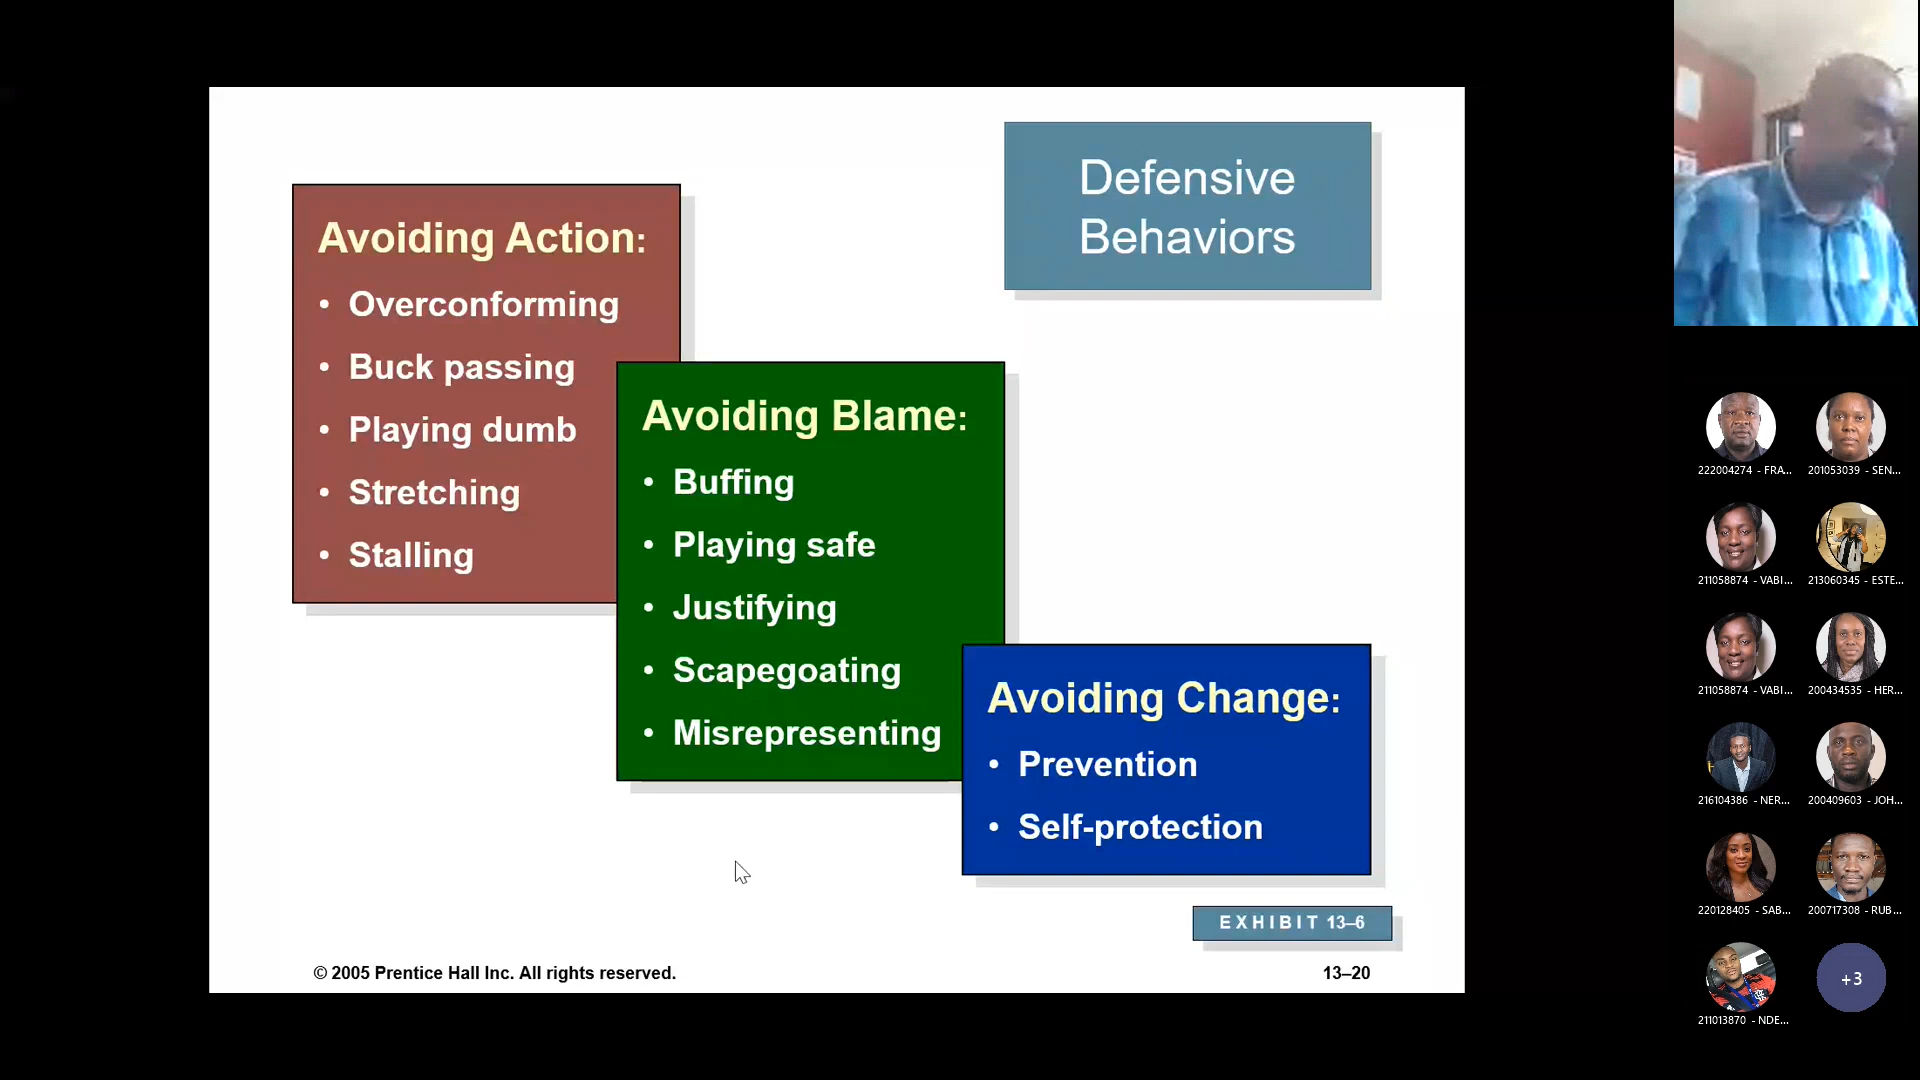 Defensive
Behaviors
Avoiding Action:
• Overconforming
• Buck passing
• Playing dumb
• Stretching
• Stalling
Avoiding Blame:
• Buffing
• Playing safe
• Justifying
• Scapegoating
• Misrepresenting
Avoiding Change:
• Prevention
• Self-protection
EXHIBIT 13–6
© 2005 Prentice Hall Inc. All rights reserved.
13–20
222004274 - FRA...
201053039 - SEN...
211058874 - VABI...
213060345 - ESTE...
211058874 - VABI...
200434535 - HER...
216104386 - NER...
200409603 - JOH...
220128405 - SAB...
200717308 - RUB...
211013870 - NDE...
+3